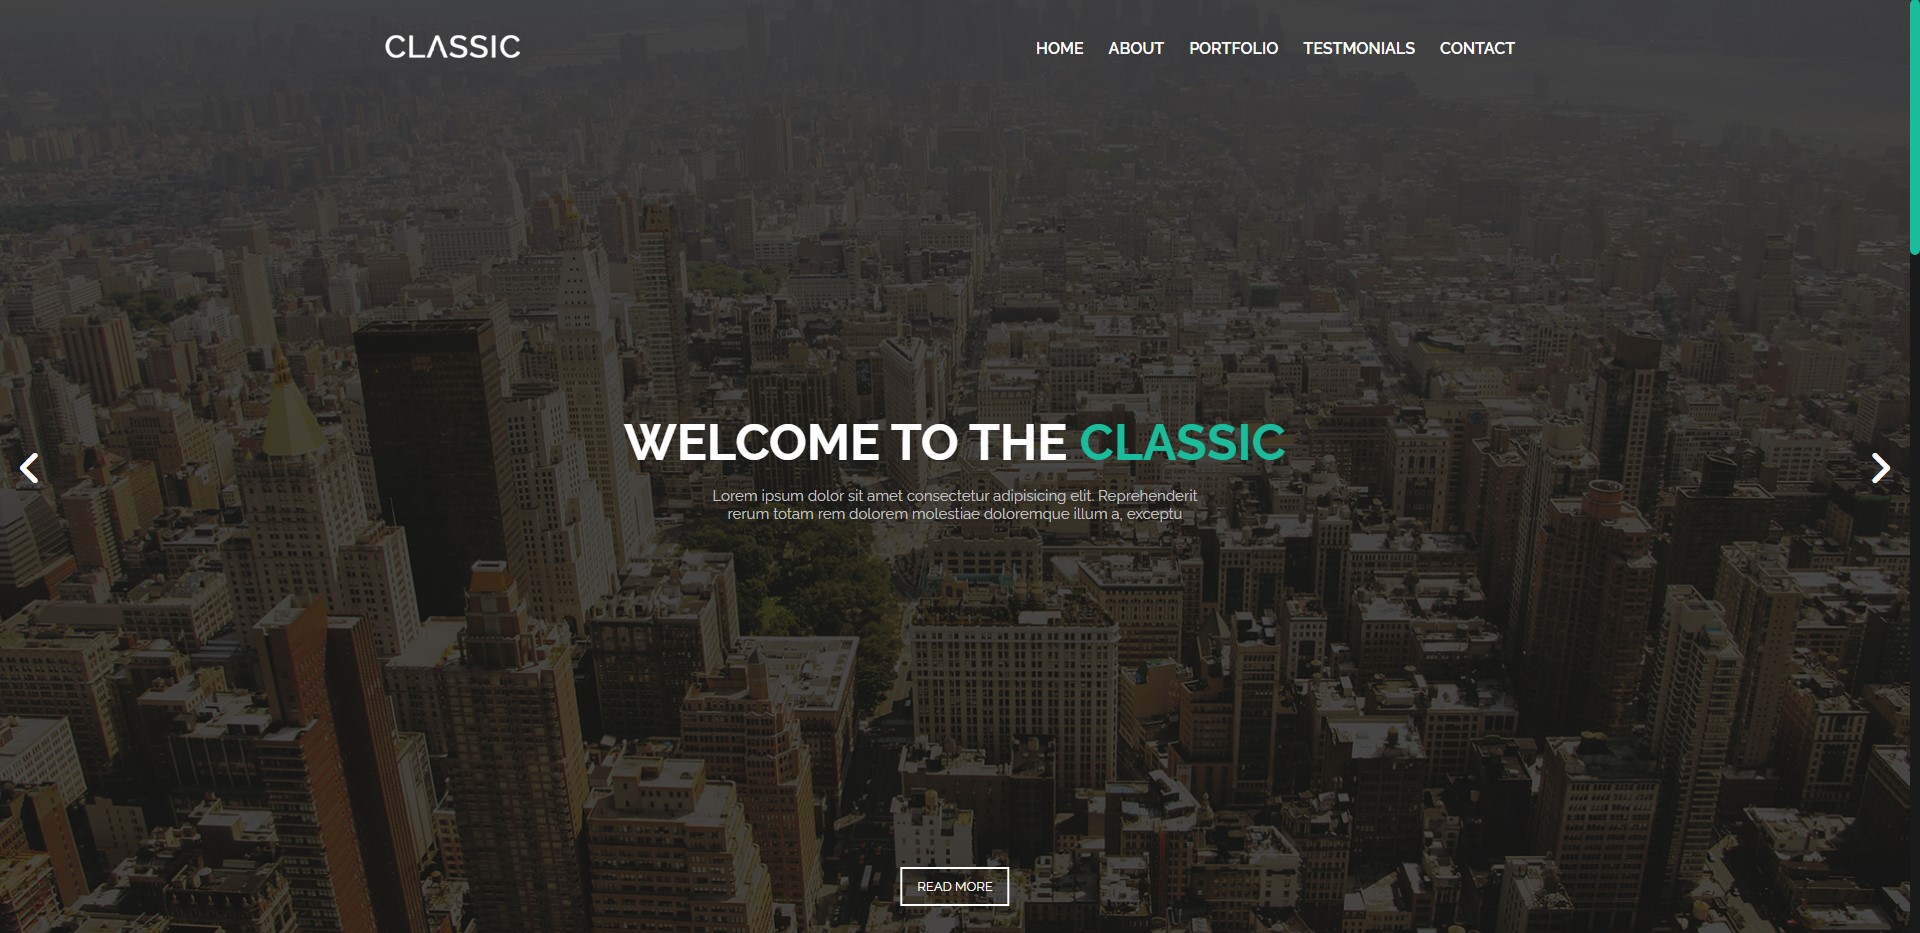 CLASSIC
HOME ABOUT PORTFOLIO TESTMONIALS CONTACT
WELCOME TO THE CLASSIC
Lorem ipsum dolor sit amet consectetur adipisicing elit. Reprehenderit
rerum totam rem dolorem molestiae doloremque illum a, exceptu
READ MORE